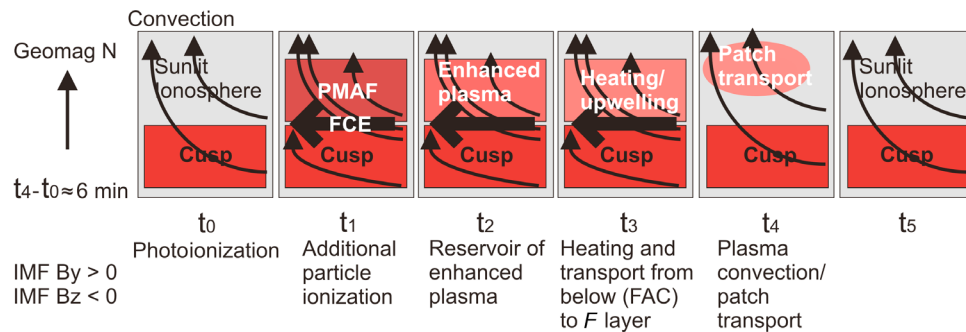 Convection
Geomag N
t4-t0≈6 min
IMF By > 0
IMF Bz < 0
Sunlit
Ionosphere
Cusp
t0
Photoionization
PMAF
FCE
Cusp
t1
Additional
particle
ionization
Enhanced
plasma
Cusp
t2
Reservoir of
enhanced
plasma
Heating/
upwelling
Cusp
t3
Heating and
transport from
below (FAC)
to F layer
Patch
transport
Cusp
t4
Plasma
convection/
patch
transport
Sunlit
Ionosphere
Cusp
t5